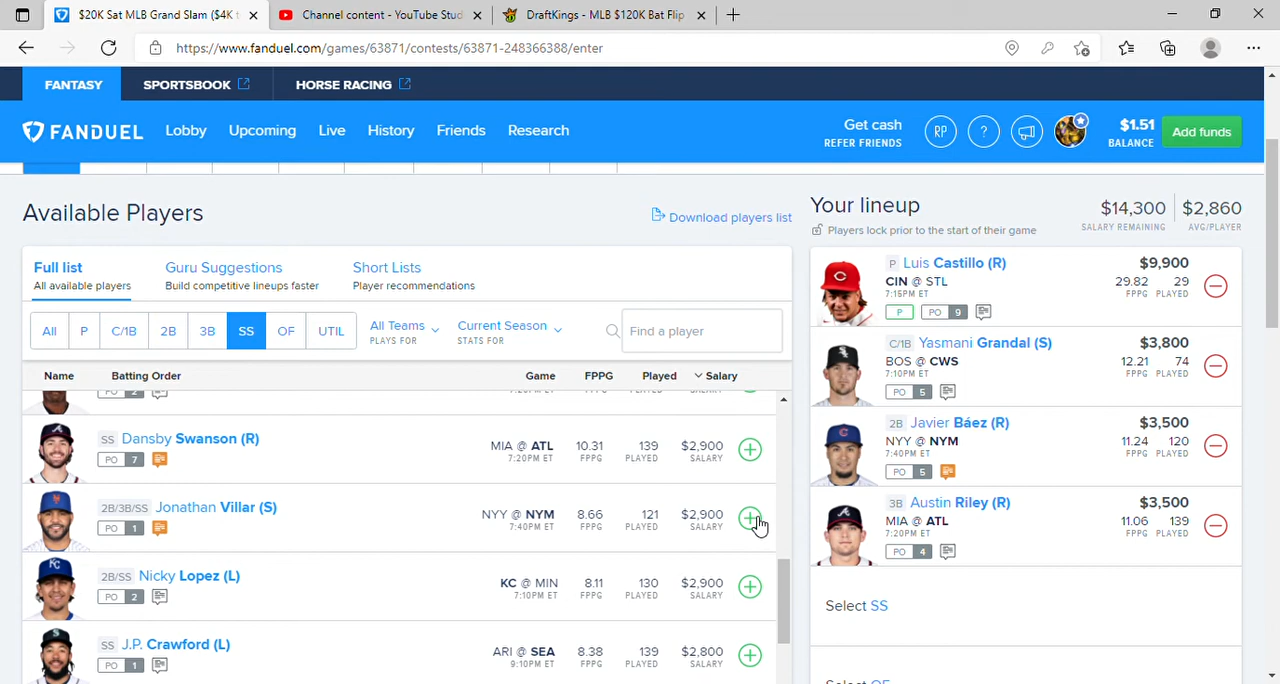 $20K Sat MLB Grand Slam ($4K t
Channel content - YouTube Stud
DraftKings - MLB $120K Bat Flip
https://www.fanduel.com/games/63871/contests/63871-248366388/enter
FANTASY
SPORTSBOOK
HORSE RACING
FANDUEL
Lobby
Upcoming
Live
History
Friends
Research
Get cash
REFER FRIENDS
RP
?
$1.51
BALANCE
Add funds
Available Players
Download players list
Full list
All available players
Guru Suggestions
Build competitive lineups faster
Short Lists
Player recommendations
All P C/1B 2B 3B SS OF UTIL
All Teams
PLAYS FOR
Current Season
STATS FOR
Find a player
Name Batting Order Game FPPG Played Salary
SS Dansby Swanson (R)
PO 7
MIA @ ATL 10.31 139 $2,900
7:20PM ET FPPG PLAYED SALARY
2B/3B/SS Jonathan Villar (S)
PO 1
NYY @ NYM 8.66 121 $2,900
7:40PM ET FPPG PLAYED SALARY
2B/SS Nicky Lopez (L)
PO 2
KC @ MIN 8.11 130 $2,900
7:10PM ET FPPG PLAYED SALARY
SS J.P. Crawford (L)
PO 1
ARI @ SEA 8.38 139 $2,800
9:10PM ET FPPG PLAYED SALARY
Your lineup
Players lock prior to the start of their game
$14,300
SALARY REMAINING
$2,860
AVG/PLAYER
P Luis Castillo (R) $9,900
CIN @ STL 29.82 29
7:15PM ET FPPG PLAYED
P PO 9
C/1B Yasmani Grandal (S) $3,800
BOS @ CWS 12.21 74
7:10PM ET FPPG PLAYED
PO 5
2B Javier Báez (R) $3,500
NYY @ NYM 11.24 120
7:40PM ET FPPG PLAYED
PO 5
3B Austin Riley (R) $3,500
MIA @ ATL 11.06 139
7:20PM ET FPPG PLAYED
PO 4
Select SS